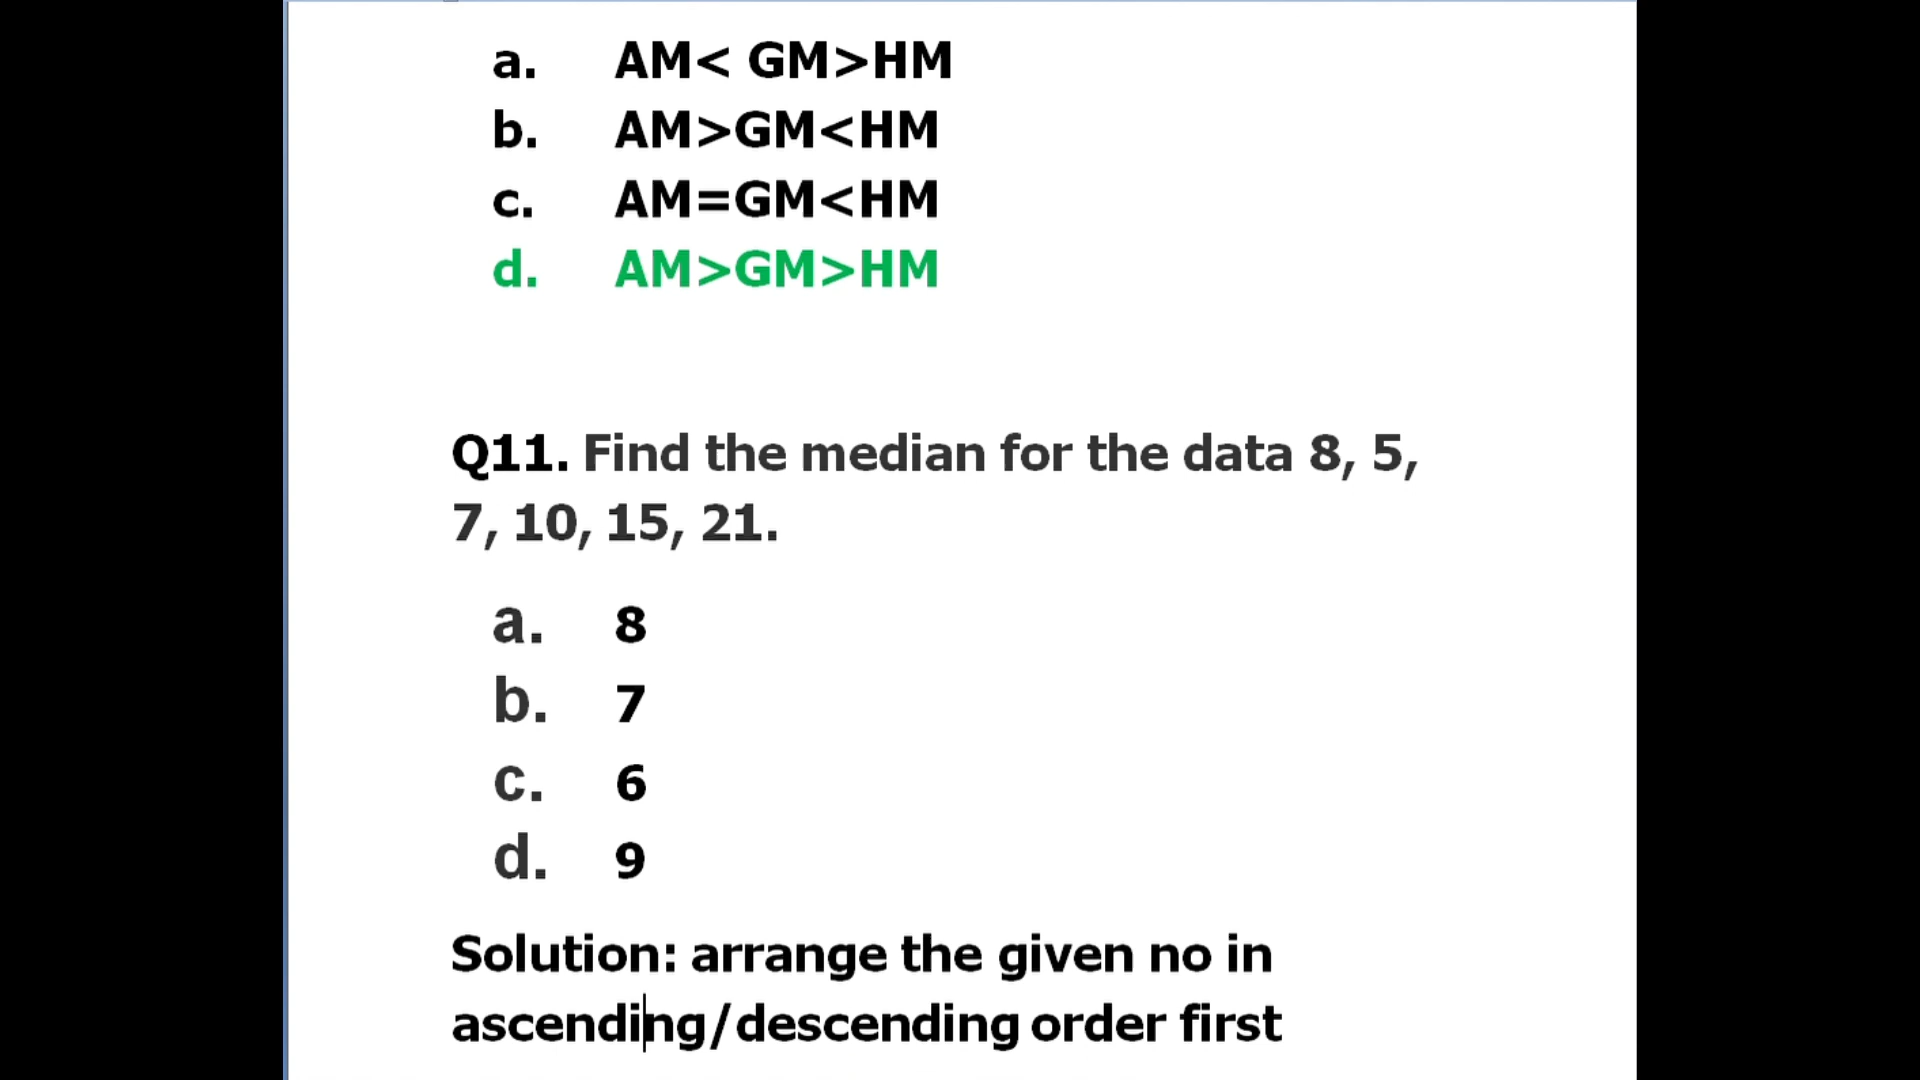 a. AM< GM>HM
b. AM>GM<HM
c. AM=GM<HM
d. AM>GM>HM
Q11. Find the median for the data 8, 5,
7, 10, 15, 21.
a. 8
b. 7
c. 6
d. 9
Solution: arrange the given no in
ascending/descending order first